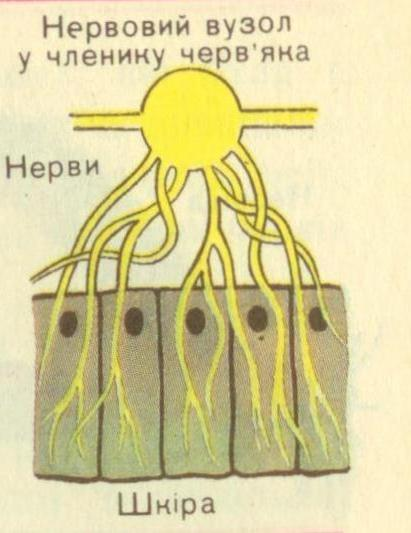 Нервовий вузол
у членику черв'яка
Нерви
Шкіра